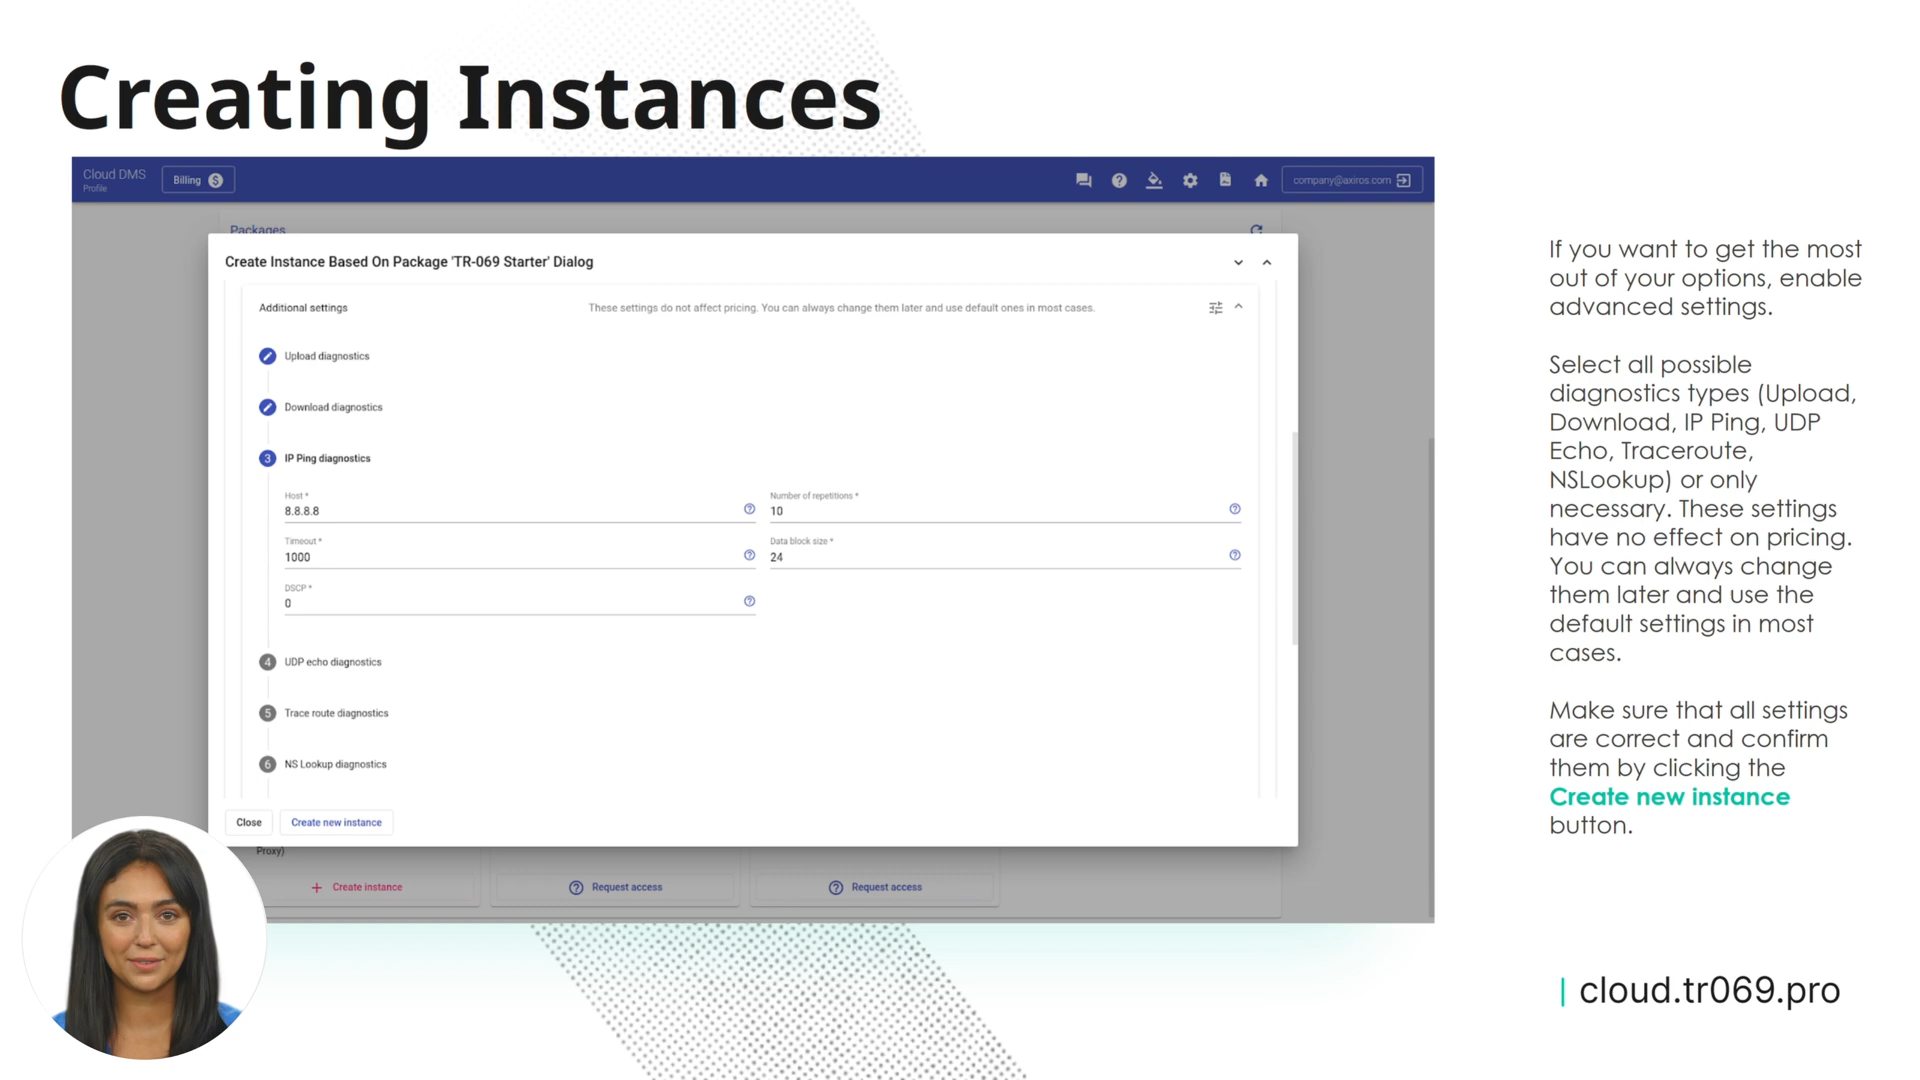 Creating Instances
Cloud DMS
Profile
Billing
company@axiros.com
Packages
Create Instance Based On Package 'TR-069 Starter' Dialog
Additional settings
These settings do not affect pricing. You can always change them later and use default ones in most cases.
Upload diagnostics
Download diagnostics
3 IP Ping diagnostics
Host *
8.8.8.8
Number of repetitions *
10
Timeout *
1000
Data block size *
24
DSCP *
0
4 UDP echo diagnostics
5 Trace route diagnostics
6 NS Lookup diagnostics
Close
Create new instance
Proxy)
Create instance
Request access
Request access
If you want to get the most
out of your options, enable
advanced settings.
Select all possible
diagnostics types (Upload,
Download, IP Ping, UDP
Echo, Traceroute,
NSLookup) or only
necessary. These settings
have no effect on pricing.
You can always change
them later and use the
default settings in most
cases.
Make sure that all settings
are correct and confirm
them by clicking the
Create new instance
button.
cloud.tr069.pro